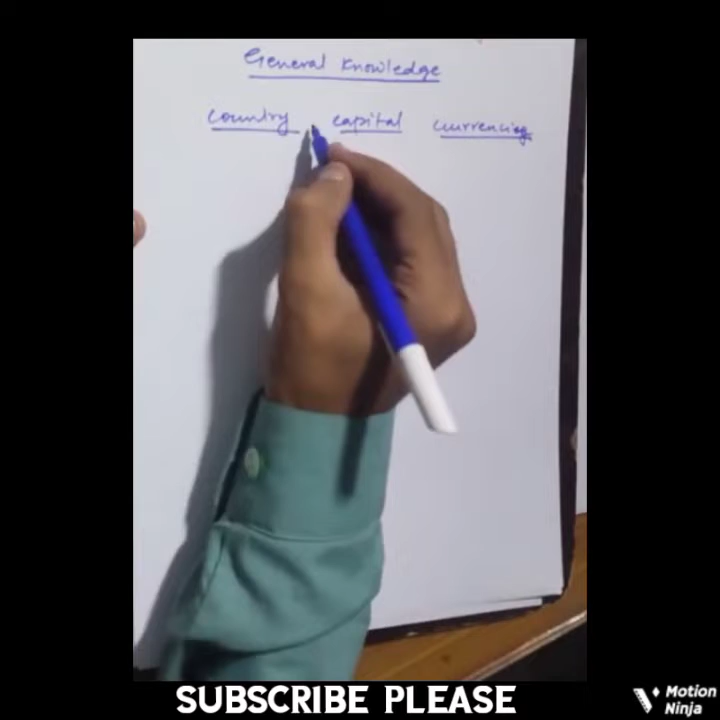 General Knowledge
country capital currencies
SUBSCRIBE PLEASE
Motion
Ninja